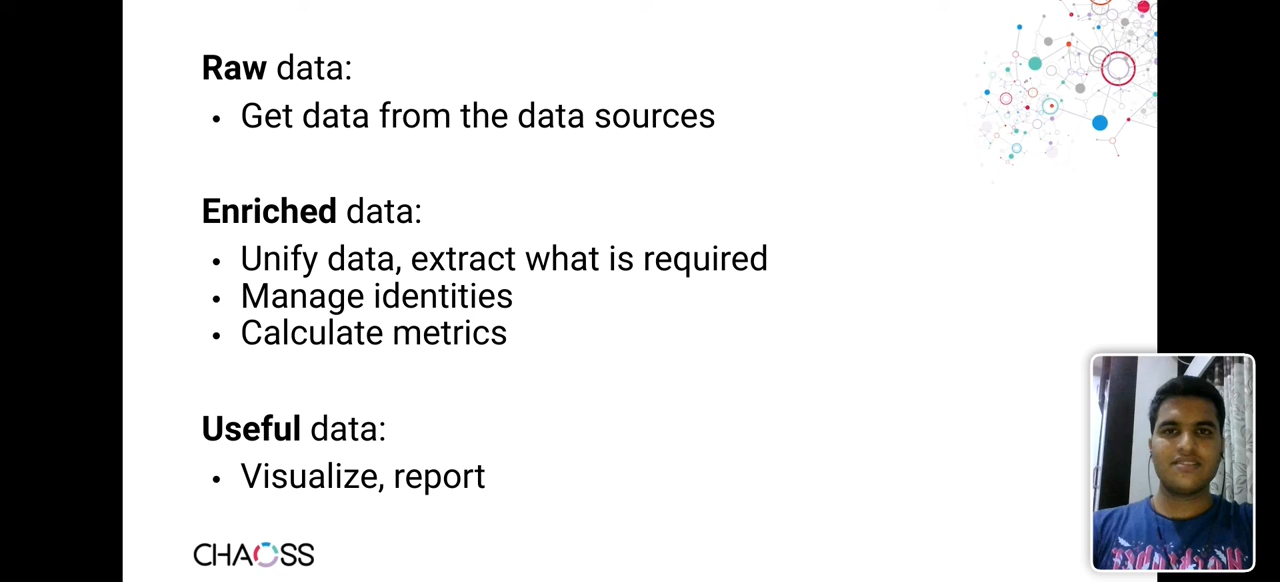 Raw data:
• Get data from the data sources
Enriched data:
• Unify data, extract what is required
• Manage identities
• Calculate metrics
Useful data:
• Visualize, report
CHAOSS